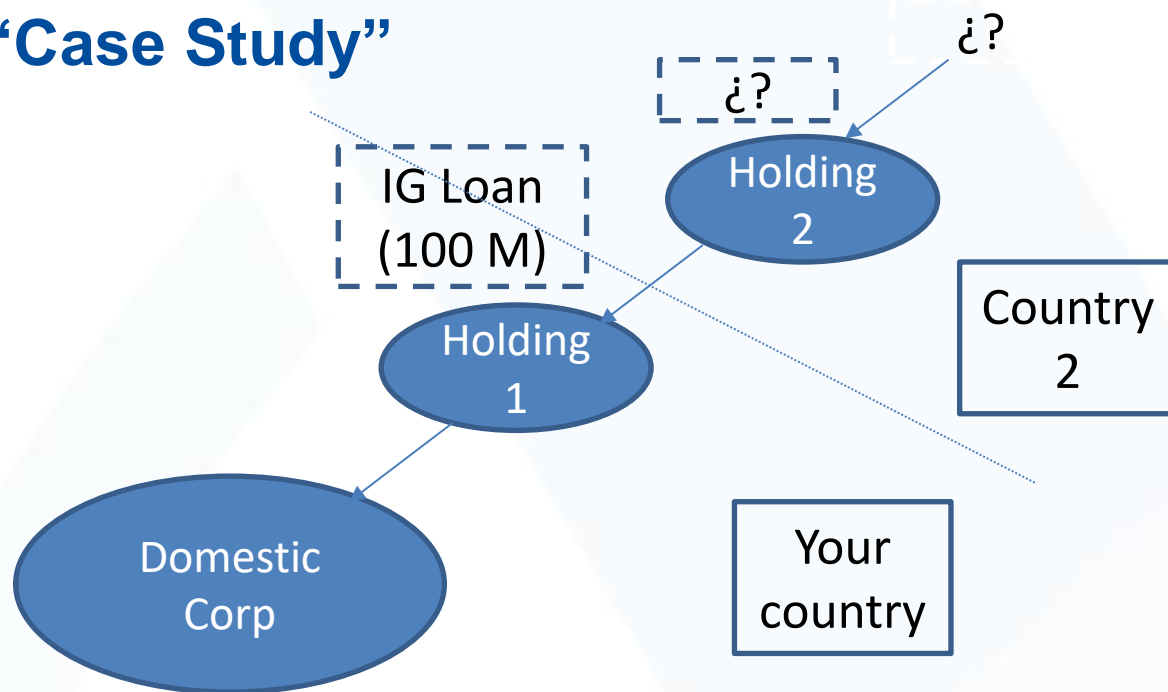 “Case Study”
¿?
¿?
Holding
2
IG Loan
(100 M)
Country
2
Holding
1
Domestic
Corp
Your
country